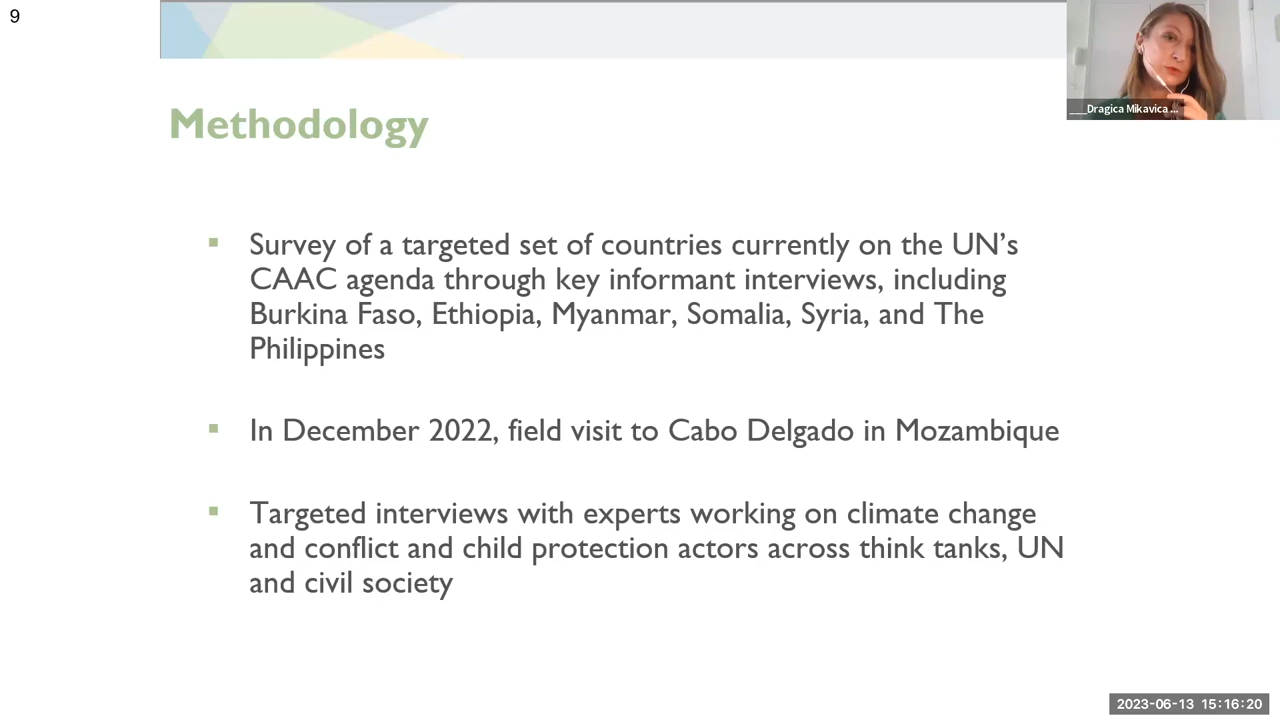 9
___Dragica Mikavica ...
Methodology
▪ Survey of a targeted set of countries currently on the UN’s
CAAC agenda through key informant interviews, including
Burkina Faso, Ethiopia, Myanmar, Somalia, Syria, and The
Philippines
▪ In December 2022, field visit to Cabo Delgado in Mozambique
▪ Targeted interviews with experts working on climate change
and conflict and child protection actors across think tanks, UN
and civil society
2023-06-13 15:16:20